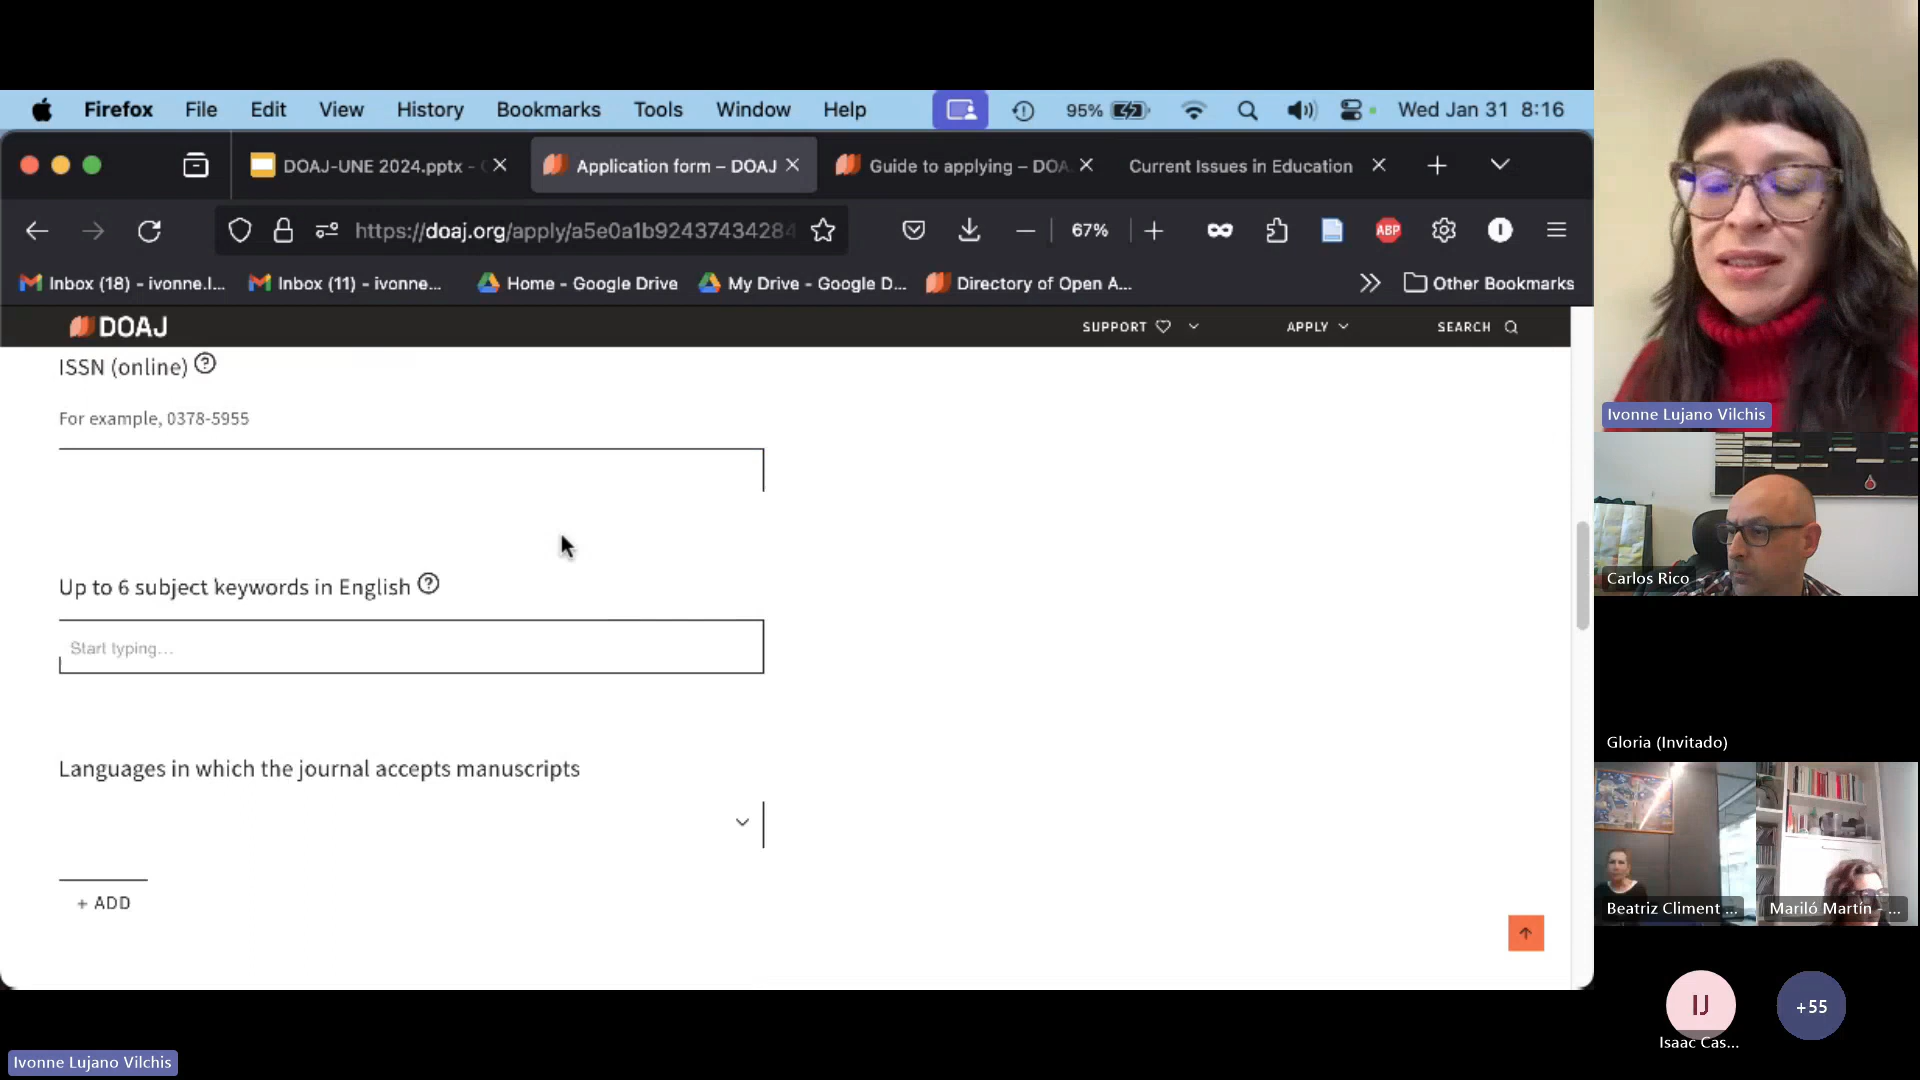 Firefox File Edit View History Bookmarks Tools Window Help 95% Wed Jan 31 8:16
DOAJ-UNE 2024.pptx - Application form – DOAJ Guide to applying – DOA Current Issues in Education
https://doaj.org/apply/a5e0a1b92437434284 67% ABP
Inbox (18) - ivonne.l... Inbox (11) - ivonne... Home - Google Drive My Drive - Google D... Directory of Open A... Other Bookmarks
DOAJ SUPPORT APPLY SEARCH
ISSN (online)
For example, 0378-5955
Up to 6 subject keywords in English
Start typing...
Languages in which the journal accepts manuscripts
+ ADD
Ivonne Lujano Vilchis
Carlos Rico
Gloria (Invitado)
Beatriz Climent ...
Mariló Martín - ...
IJ
+55
Isaac Cas...
Ivonne Lujano Vilchis